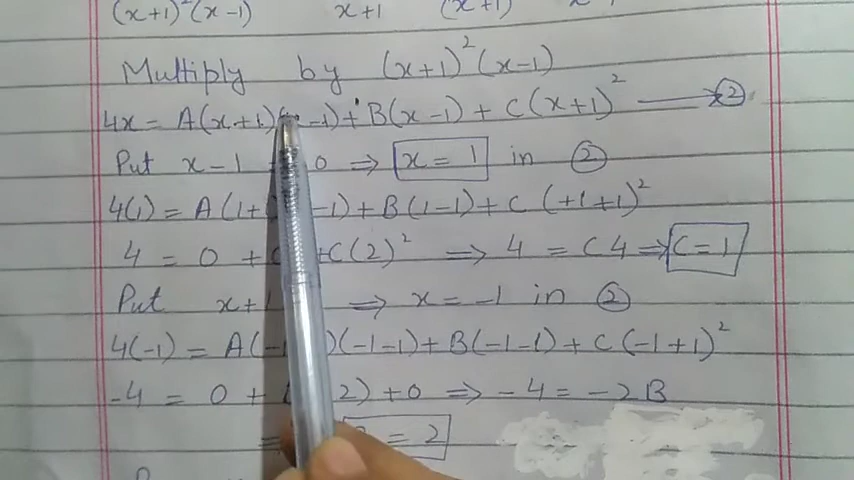 (x+1)²(x-1) x+1 (x+1)
Multiply by (x+1)²(x-1)
4x = A(x+1)( -1) + B(x-1) + C(x+1)² ②
Put x-1 0 ⇒ x = 1 in ②
4(1) = A(1+ -1) + B(1-1) + C (+1+1)²
4 = 0 + +C(2)² ⇒ 4 = C4 ⇒ C = 1
Put x+1 ⇒ x = -1 in ②
4(-1) = A(-1 )(-1-1) + B(-1-1) + C(-1+1)²
-4 = 0 + 2) +0 ⇒ -4 = -2B
= = 2